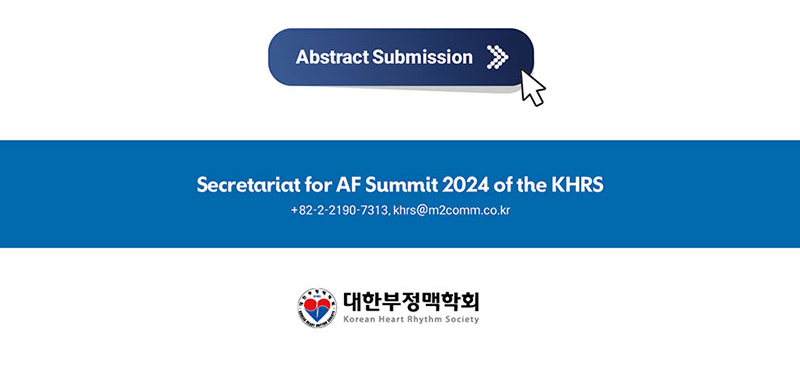 Abstract Submission
Secretariat for AF Summit 2024 of the KHRS
+82-2-2190-7313, khrs@m2comm.co.kr
대한부정맥학회
Korean Heart Rhythm Society